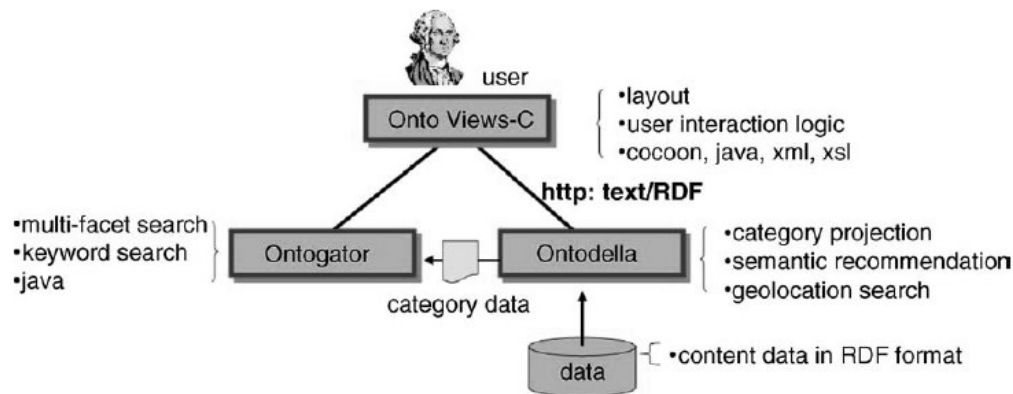 user
Onto Views-C
•layout
•user interaction logic
•cocoon, java, xml, xsl
http: text/RDF
•multi-facet search
•keyword search
•java
Ontogator
Ontodella
•category projection
•semantic recommendation
•geolocation search
category data
data
•content data in RDF format